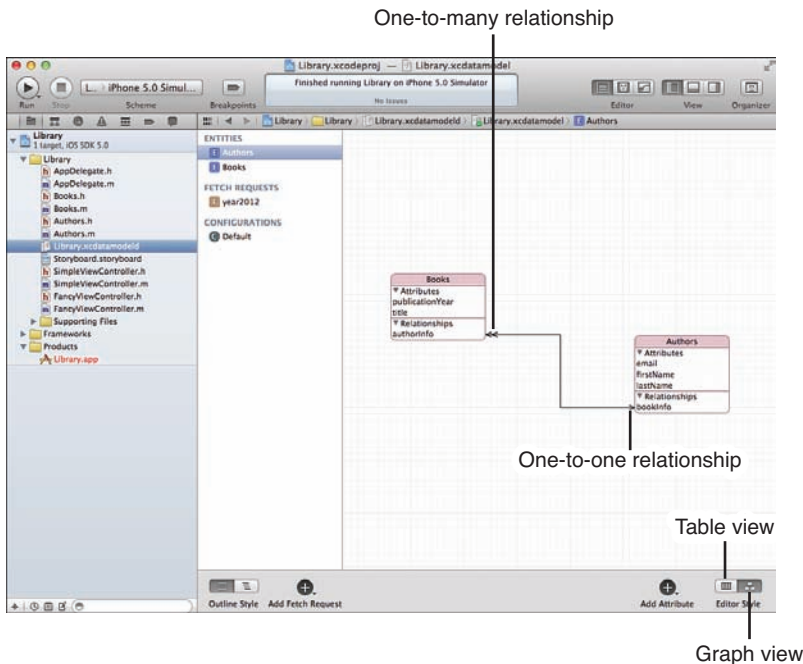 One-to-many relationship
Library.xcodeproj — Library.xcdatamodel
L... iPhone 5.0 Simul...
Finished running Library on iPhone 5.0 Simulator
No Issues
Run Stop Scheme Breakpoints Editor View Organizer
Library Library Library.xcdatamodeld Library.xcdatamodel Authors
Library
1 target, iOS SDK 5.0
Library
h AppDelegate.h
m AppDelegate.m
h Books.h
m Books.m
h Authors.h
m Authors.m
Library.xcdatamodeld
Storyboard.storyboard
h SimpleViewController.h
m SimpleViewController.m
h FancyViewController.h
m FancyViewController.m
Supporting Files
Frameworks
Products
Library.app
ENTITIES
E Authors
E Books
FETCH REQUESTS
year2012
CONFIGURATIONS
C Default
Books
Attributes
publicationYear
title
Relationships
authorInfo
Authors
Attributes
email
firstName
lastName
Relationships
bookInfo
One-to-one relationship
Table view
Outline Style Add Fetch Request Add Attribute Editor Style
Graph view